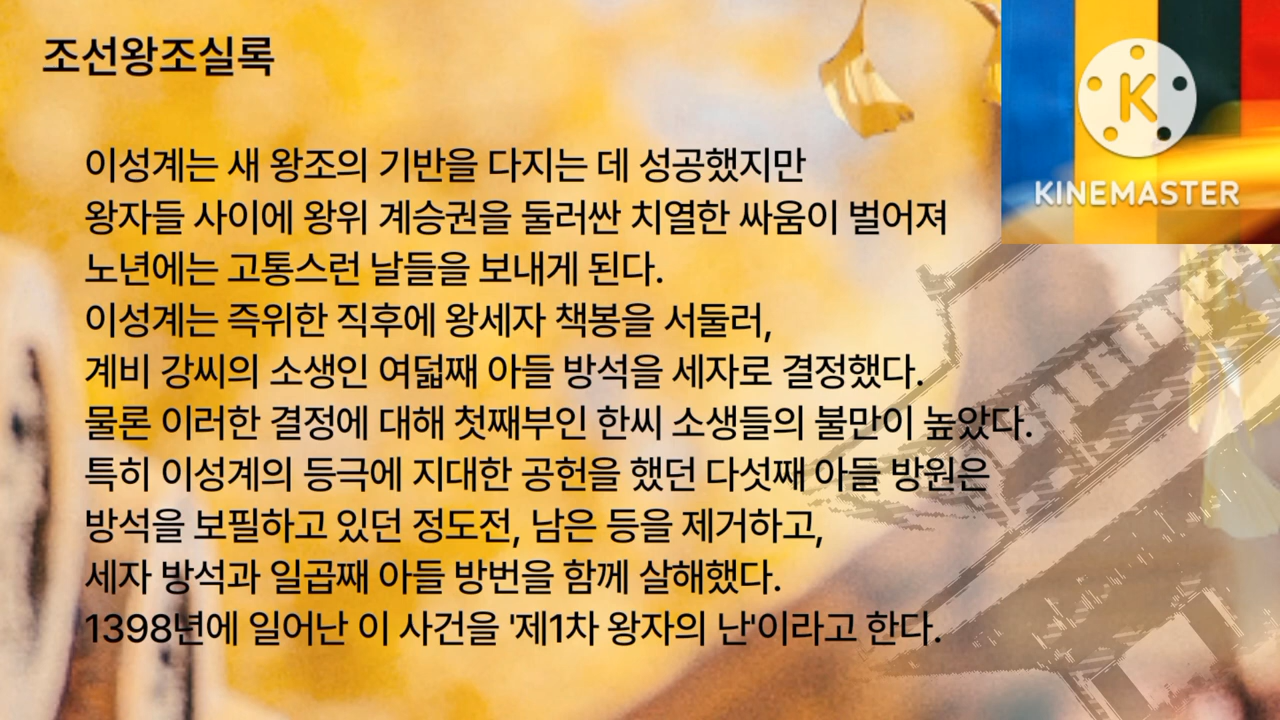 조선왕조실록
KINEMASTER
이성계는 새 왕조의 기반을 다지는 데 성공했지만
왕자들 사이에 왕위 계승권을 둘러싼 치열한 싸움이 벌어져
노년에는 고통스런 날들을 보내게 된다.
이성계는 즉위한 직후에 왕세자 책봉을 서둘러,
계비 강씨의 소생인 여덟째 아들 방석을 세자로 결정했다.
물론 이러한 결정에 대해 첫째부인 한씨 소생들의 불만이 높았다.
특히 이성계의 등극에 지대한 공헌을 했던 다섯째 아들 방원은
방석을 보필하고 있던 정도전, 남은 등을 제거하고,
세자 방석과 일곱째 아들 방번을 함께 살해했다.
1398년에 일어난 이 사건을 '제1차 왕자의 난'이라고 한다.